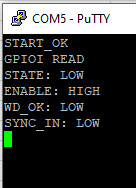 COM5 - PuTTY
START_OK
GPIOI READ
STATE: LOW
ENABLE: HIGH
WD_OK: LOW
SYNC_IN: LOW